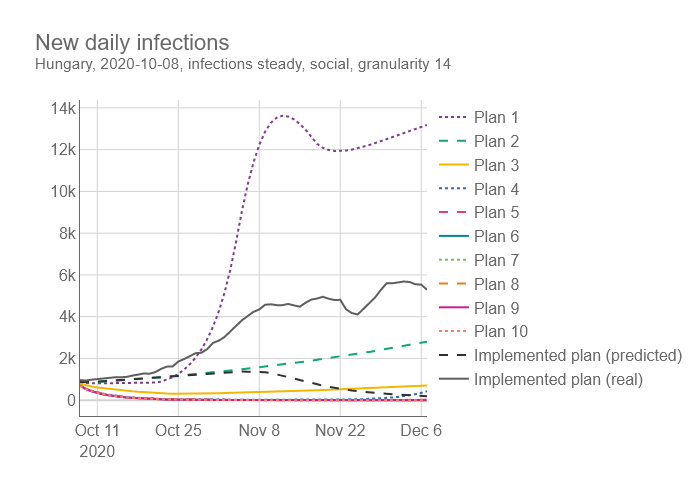 New daily infections
Hungary, 2020-10-08, infections steady, social, granularity 14
14k
12k
10k
8k
6k
4k
2k
0
Oct 11
2020
Oct 25
Nov 8
Nov 22
Dec 6
Plan 1
Plan 2
Plan 3
Plan 4
Plan 5
Plan 6
Plan 7
Plan 8
Plan 9
Plan 10
Implemented plan (predicted)
Implemented plan (real)